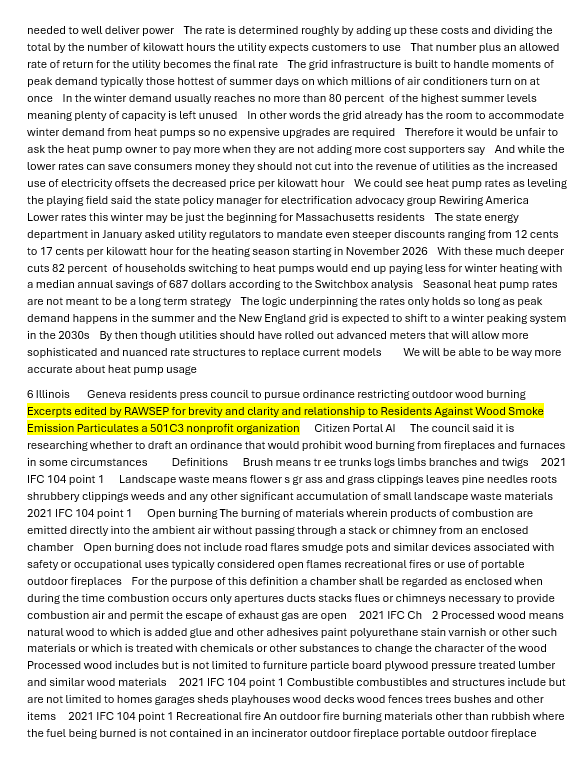 needed to well deliver power   The rate is determined roughly by adding up these costs and dividing the
total by the number of kilowatt hours the utility expects customers to use   That number plus an allowed
rate of return for the utility becomes the final rate   The grid infrastructure is built to handle moments of
peak demand typically those hottest of summer days on which millions of air conditioners turn on at
once   In the winter demand usually reaches no more than 80 percent  of the highest summer levels
meaning plenty of capacity is left unused   In other words the grid already has the room to accommodate
winter demand from heat pumps so no expensive upgrades are required   Therefore it would be unfair to
ask the heat pump owner to pay more when they are not adding more cost supporters say   And while the
lower rates can save consumers money they should not cut into the revenue of utilities as the increased
use of electricity offsets the decreased price per kilowatt hour   We could see heat pump rates as leveling
the playing field said the state policy manager for electrification advocacy group Rewiring America
Lower rates this winter may be just the beginning for Massachusetts residents   The state energy
department in January asked utility regulators to mandate even steeper discounts ranging from 12 cents
to 17 cents per kilowatt hour for the heating season starting in November 2026   With these much deeper
cuts 82 percent  of households switching to heat pumps would end up paying less for winter heating with
a median annual savings of 687 dollars according to the Switchbox analysis   Seasonal heat pump rates
are not meant to be a long term strategy   The logic underpinning the rates only holds so long as peak
demand happens in the summer and the New England grid is expected to shift to a winter peaking system
in the 2030s   By then though utilities should have rolled out advanced meters that will allow more
sophisticated and nuanced rate structures to replace current models      We will be able to be way more
accurate about heat pump usage
6 Illinois     Geneva residents press council to pursue ordinance restricting outdoor wood burning
Excerpts edited by RAWSEP for brevity and clarity and relationship to Residents Against Wood Smoke
Emission Particulates a 501C3 nonprofit organization     Citizen Portal AI     The council said it is
researching whether to draft an ordinance that would prohibit wood burning from fireplaces and furnaces
in some circumstances       Definitions     Brush means tr ee trunks logs limbs branches and twigs   2021
IFC 104 point 1     Landscape waste means flower s gr ass and grass clippings leaves pine needles roots
shrubbery clippings weeds and any other significant accumulation of small landscape waste materials
2021 IFC 104 point 1     Open burning The burning of materials wherein products of combustion are
emitted directly into the ambient air without passing through a stack or chimney from an enclosed
chamber   Open burning does not include road flares smudge pots and similar devices associated with
safety or occupational uses typically considered open flames recreational fires or use of portable
outdoor fireplaces   For the purpose of this definition a chamber shall be regarded as enclosed when
during the time combustion occurs only apertures ducts stacks flues or chimneys necessary to provide
combustion air and permit the escape of exhaust gas are open    2021 IFC Ch   2 Processed wood means
natural wood to which is added glue and other adhesives paint polyurethane stain varnish or other such
materials or which is treated with chemicals or other substances to change the character of the wood
Processed wood includes but is not limited to furniture particle board plywood pressure treated lumber
and similar wood materials    2021 IFC 104 point 1 Combustible combustibles and structures include but
are not limited to homes garages sheds playhouses wood decks wood fences trees bushes and other
items    2021 IFC 104 point 1 Recreational fire An outdoor fire burning materials other than rubbish where
the fuel being burned is not contained in an incinerator outdoor fireplace portable outdoor fireplace